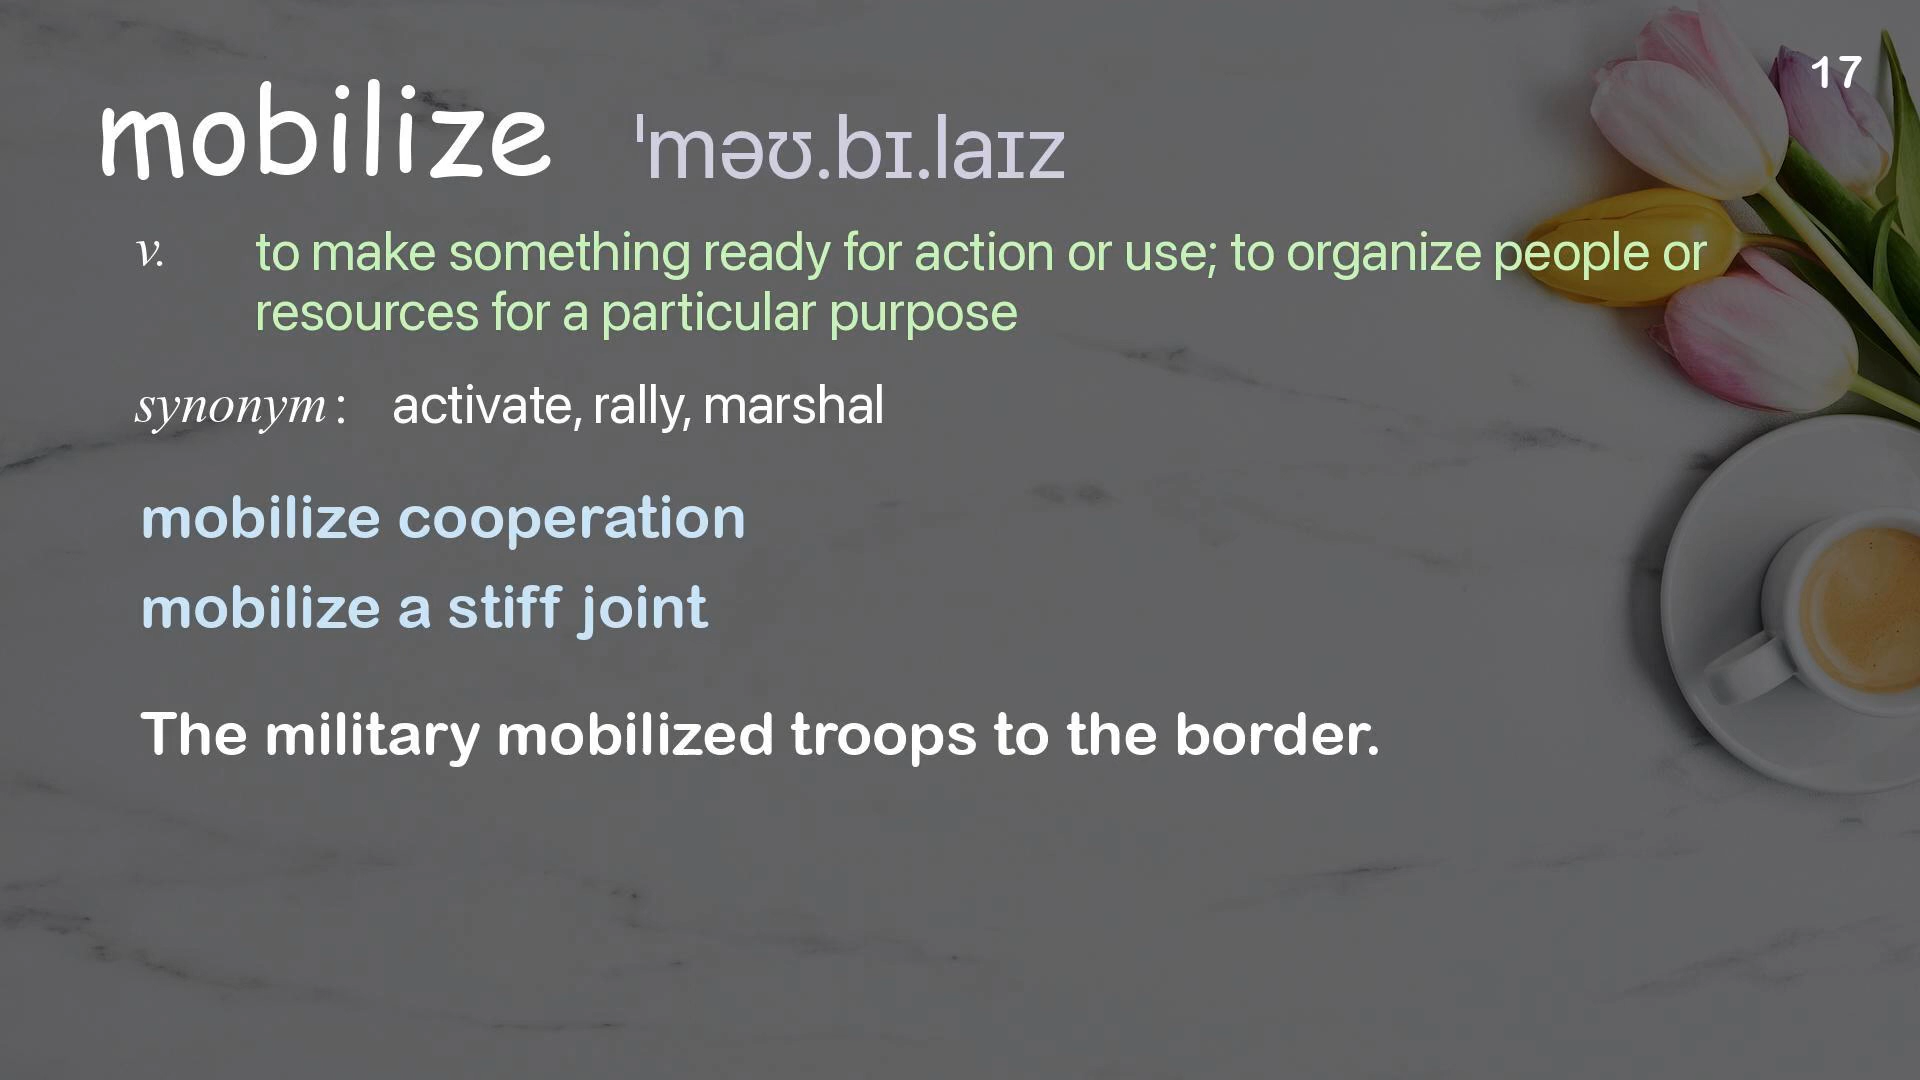 17
mobilize ˈməʊ.bɪ.laɪz
v. to make something ready for action or use; to organize people or
resources for a particular purpose
synonym: activate, rally, marshal
mobilize cooperation
mobilize a stiff joint
The military mobilized troops to the border.